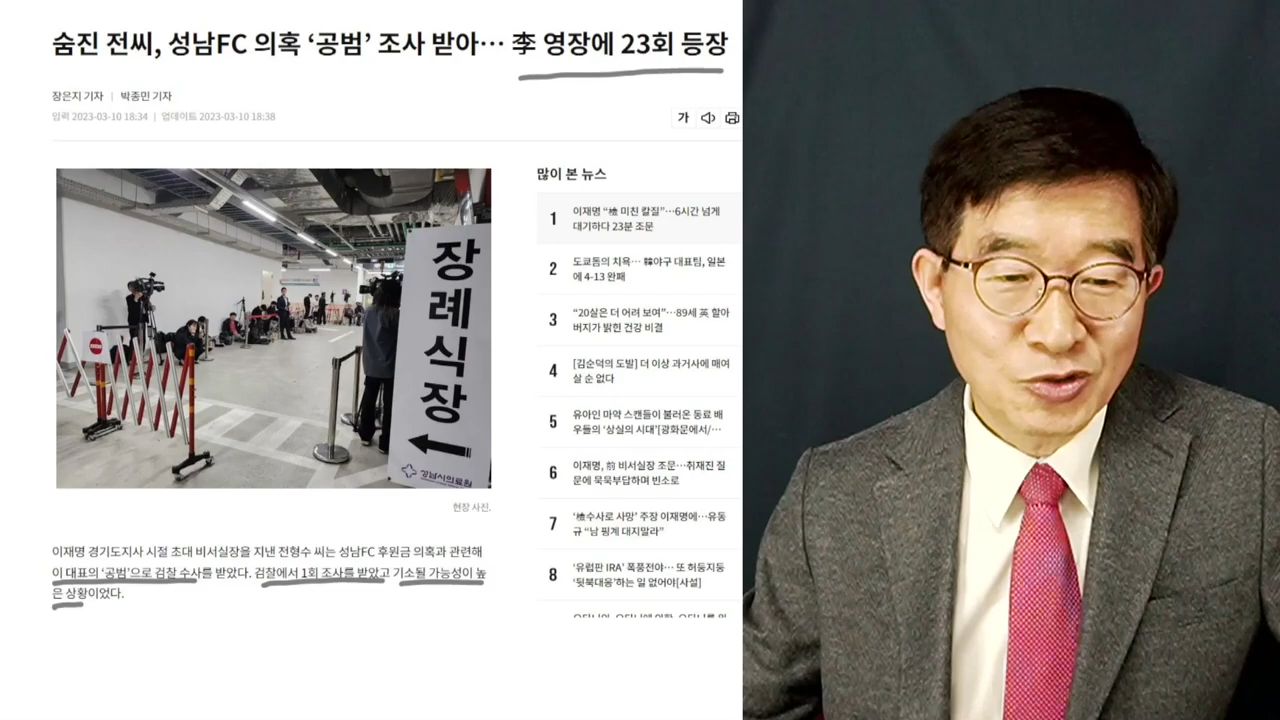 숨진 전씨, 성남FC 의혹 ‘공범’ 조사 받아… 李 영장에 23회 등장
장은지 기자 | 박종민 기자
입력 2023-03-10 18:34 | 업데이트 2023-03-10 18:38
가
장례식장
성남시의료원
현장 사진.
이재명 경기도지사 시절 초대 비서실장을 지낸 전형수 씨는 성남FC 후원금 의혹과 관련해
이 대표의 ‘공범’으로 검찰 수사를 받았다. 검찰에서 1회 조사를 받았고 기소될 가능성이 높
은 상황이었다.
많이 본 뉴스
1 이재명 “檢 미친 칼질”…6시간 넘게
대기하다 23분 조문
2 도쿄돔의 치욕… 韓야구 대표팀, 일본
에 4-13 완패
3 “20살은 더 어려 보여”…89세 英 할아
버지가 밝힌 건강 비결
4 [김순덕의 도발] 더 이상 과거사에 매여
살 순 없다
5 유아인 마약 스캔들이 불러온 동료 배
우들의 ‘상실의 시대’[광화문에서/…
6 이재명, 前 비서실장 조문…취재진 질
문에 묵묵부답하며 빈소로
7 ‘檢수사로 사망’ 주장 이재명에…유동
규 “남 핑계 대지말라”
8 ‘유럽판 IRA’ 폭풍전야… 또 허둥지둥
‘뒷북대응’하는 일 없어야[사설]